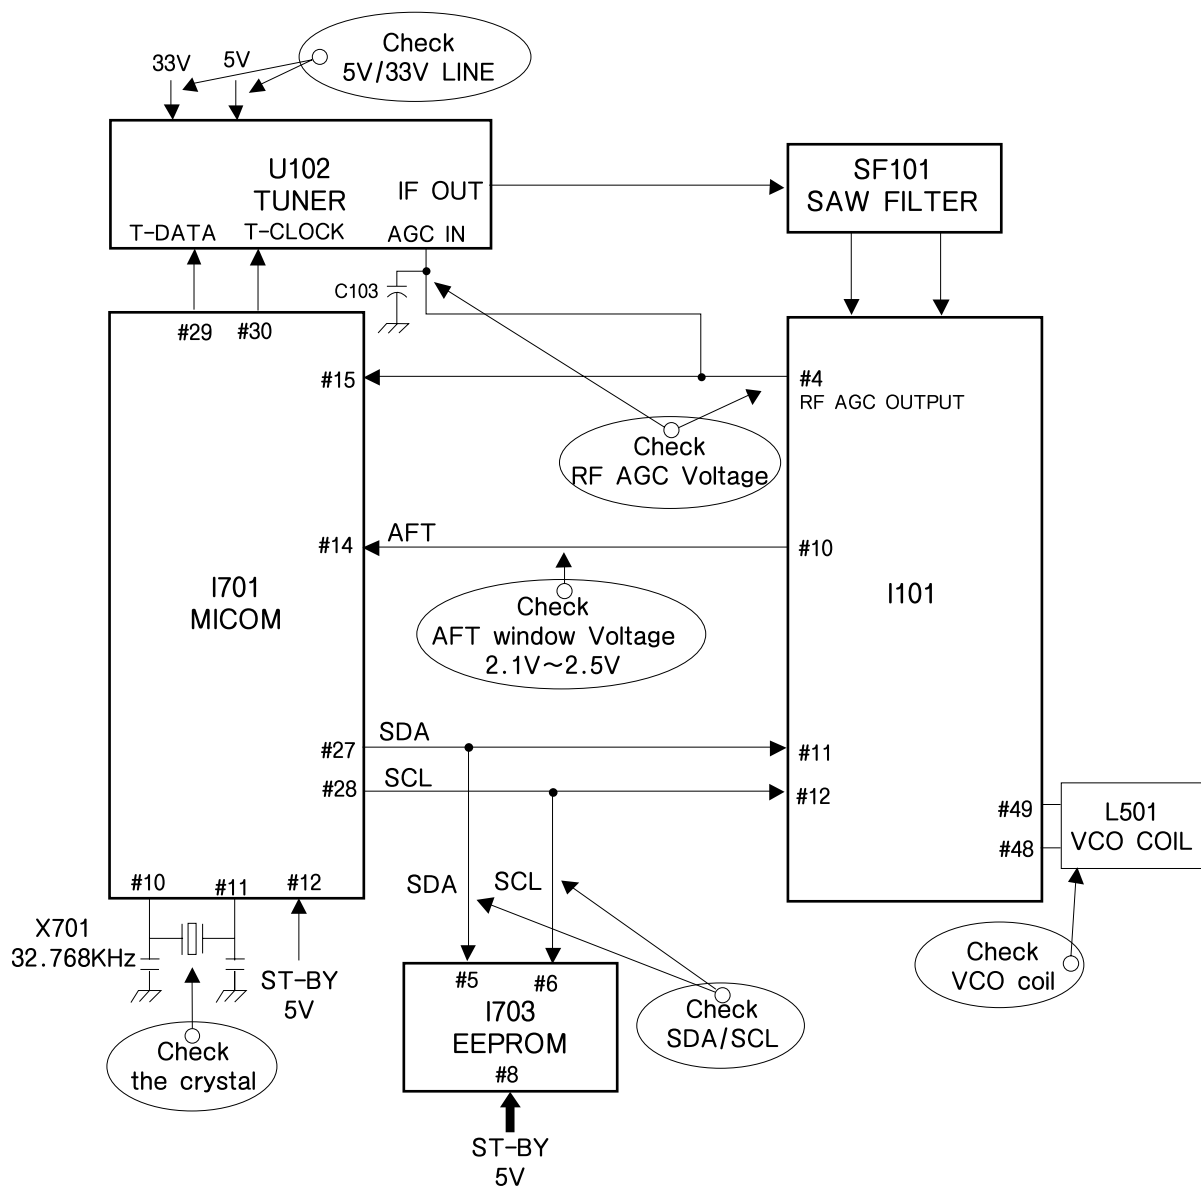 Check
5V/33V LINE
33V
5V
U102
TUNER
IF OUT
T-DATA
T-CLOCK
AGC IN
SF101
SAW FILTER
C103
#29
#30
#15
#4
RF AGC OUTPUT
Check
RF AGC Voltage
AFT
#14
#10
I701
MICOM
I101
Check
AFT window Voltage
2.1V～2.5V
SDA
#27
#11
SCL
#28
#12
#49
#48
L501
VCO COIL
#10
#11
#12
SDA
SCL
X701
32.768KHz
ST-BY
5V
Check
VCO coil
#5
#6
I703
EEPROM
#8
Check
SDA/SCL
Check
the crystal
ST-BY
5V